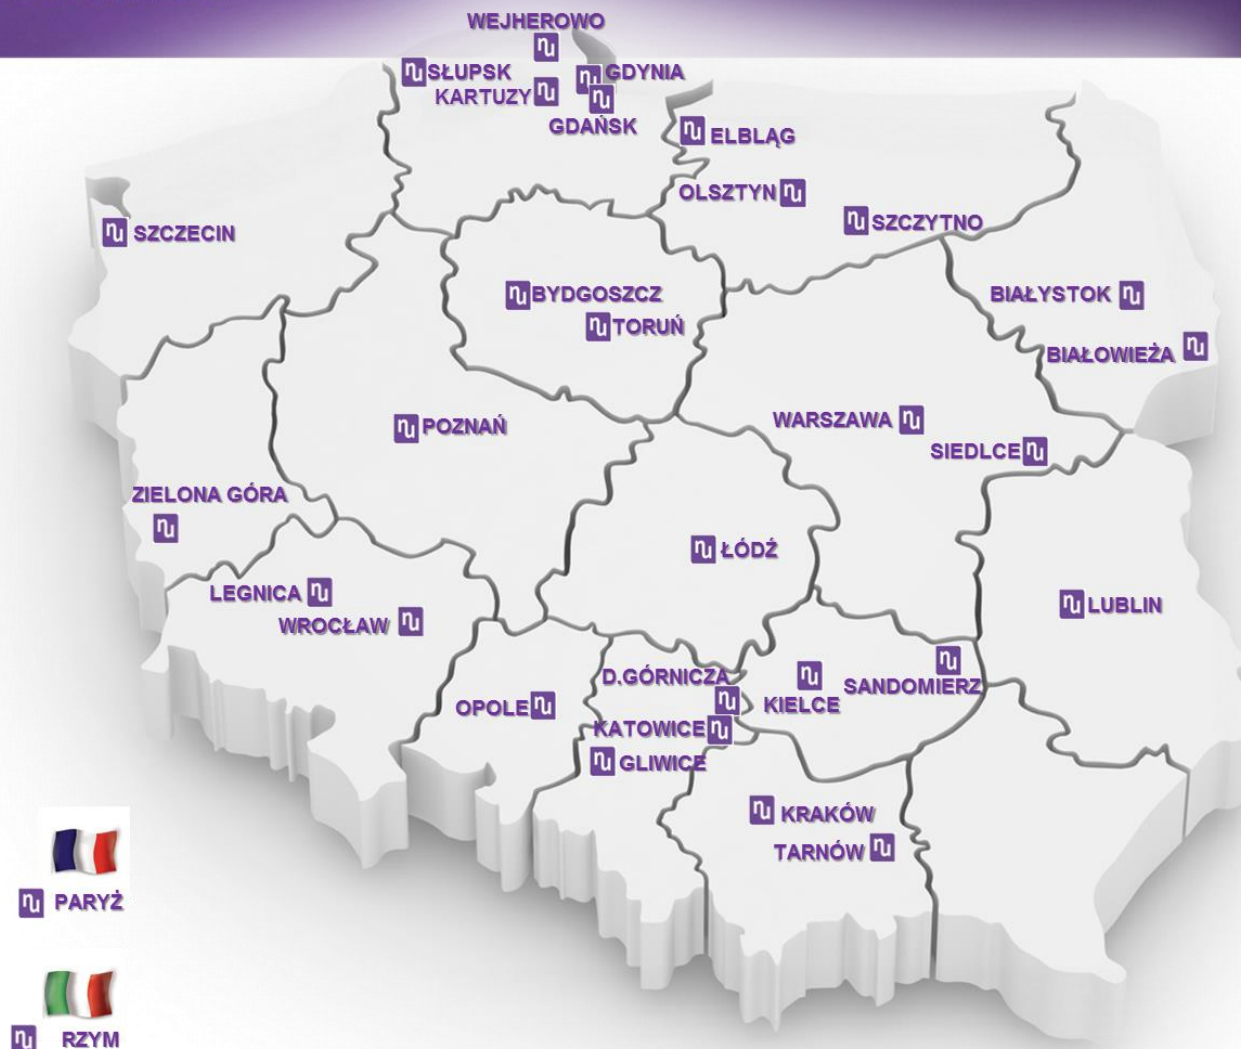 WEJHEROWO
SŁUPSK
GDYNIA
KARTUZY
GDAŃSK
ELBLĄG
OLSZTYN
SZCZYTNO
SZCZECIN
BYDGOSZCZ
BIAŁYSTOK
TORUŃ
BIAŁOWIEŻA
POZNAŃ
WARSZAWA
SIEDLCE
ZIELONA GÓRA
ŁÓDŹ
LEGNICA
LUBLIN
WROCŁAW
D.GÓRNICZA
SANDOMIERZ
KIELCE
OPOLE
KATOWICE
GLIWICE
KRAKÓW
TARNÓW
PARYŻ
RZYM